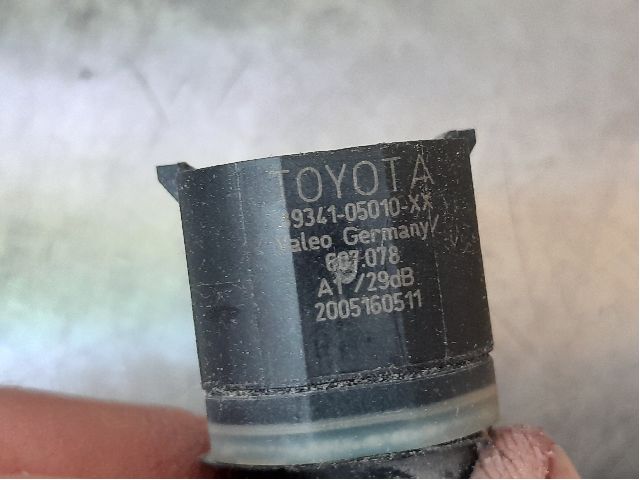 TOYOTA
89341-05010-XX
Valeo Germany/
607.078
A1 /29dB
2005160511